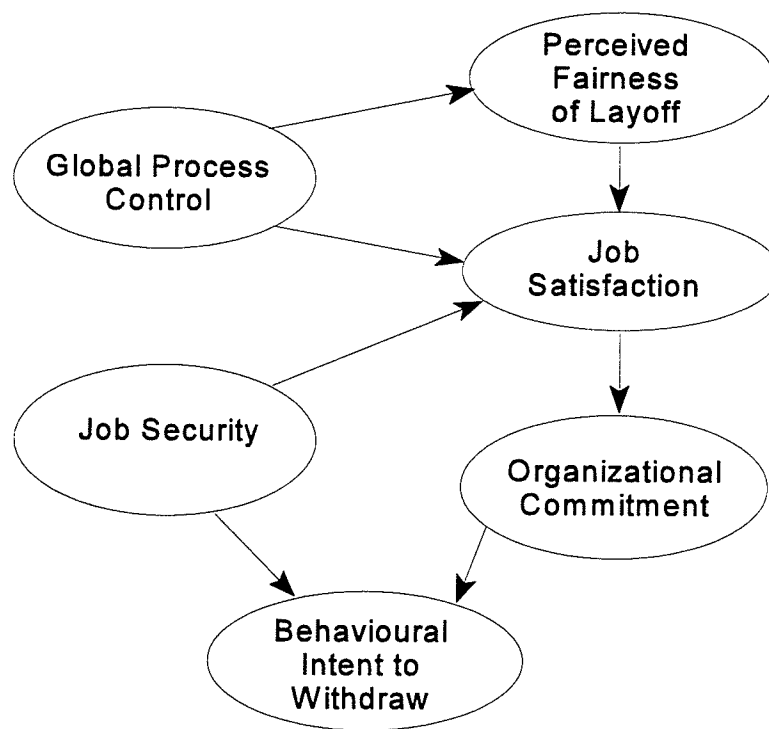 Perceived
Fairness
of Layoff
Global Process
Control
Job
Satisfaction
Job Security
Organizational
Commitment
Behavioural
Intent to
Withdraw